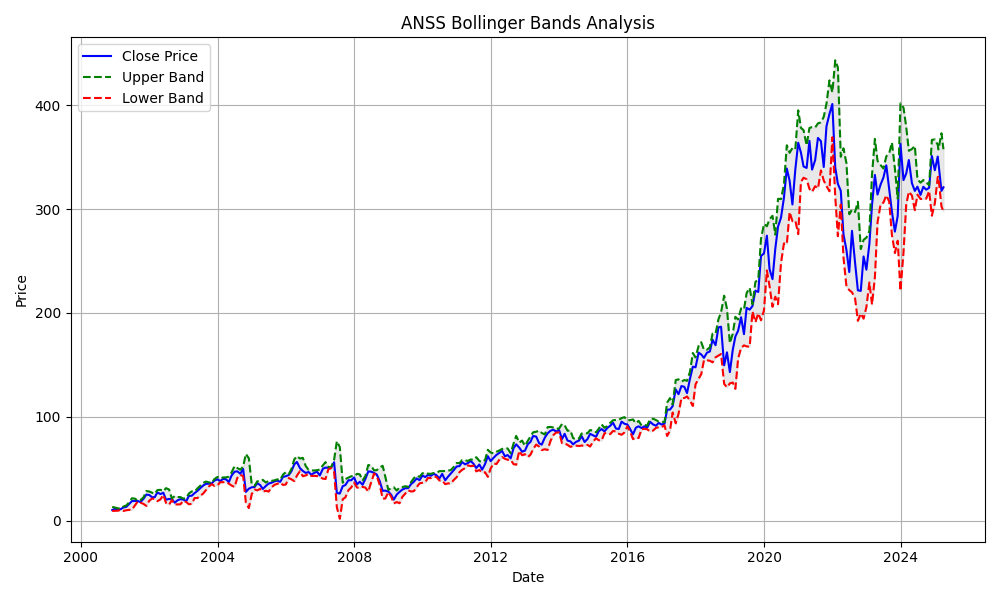 ANSS Bollinger Bands Analysis
Close Price
Upper Band
Lower Band
Price
400
300
200
100
0
2000 2004 2008 2012 2016 2020 2024
Date